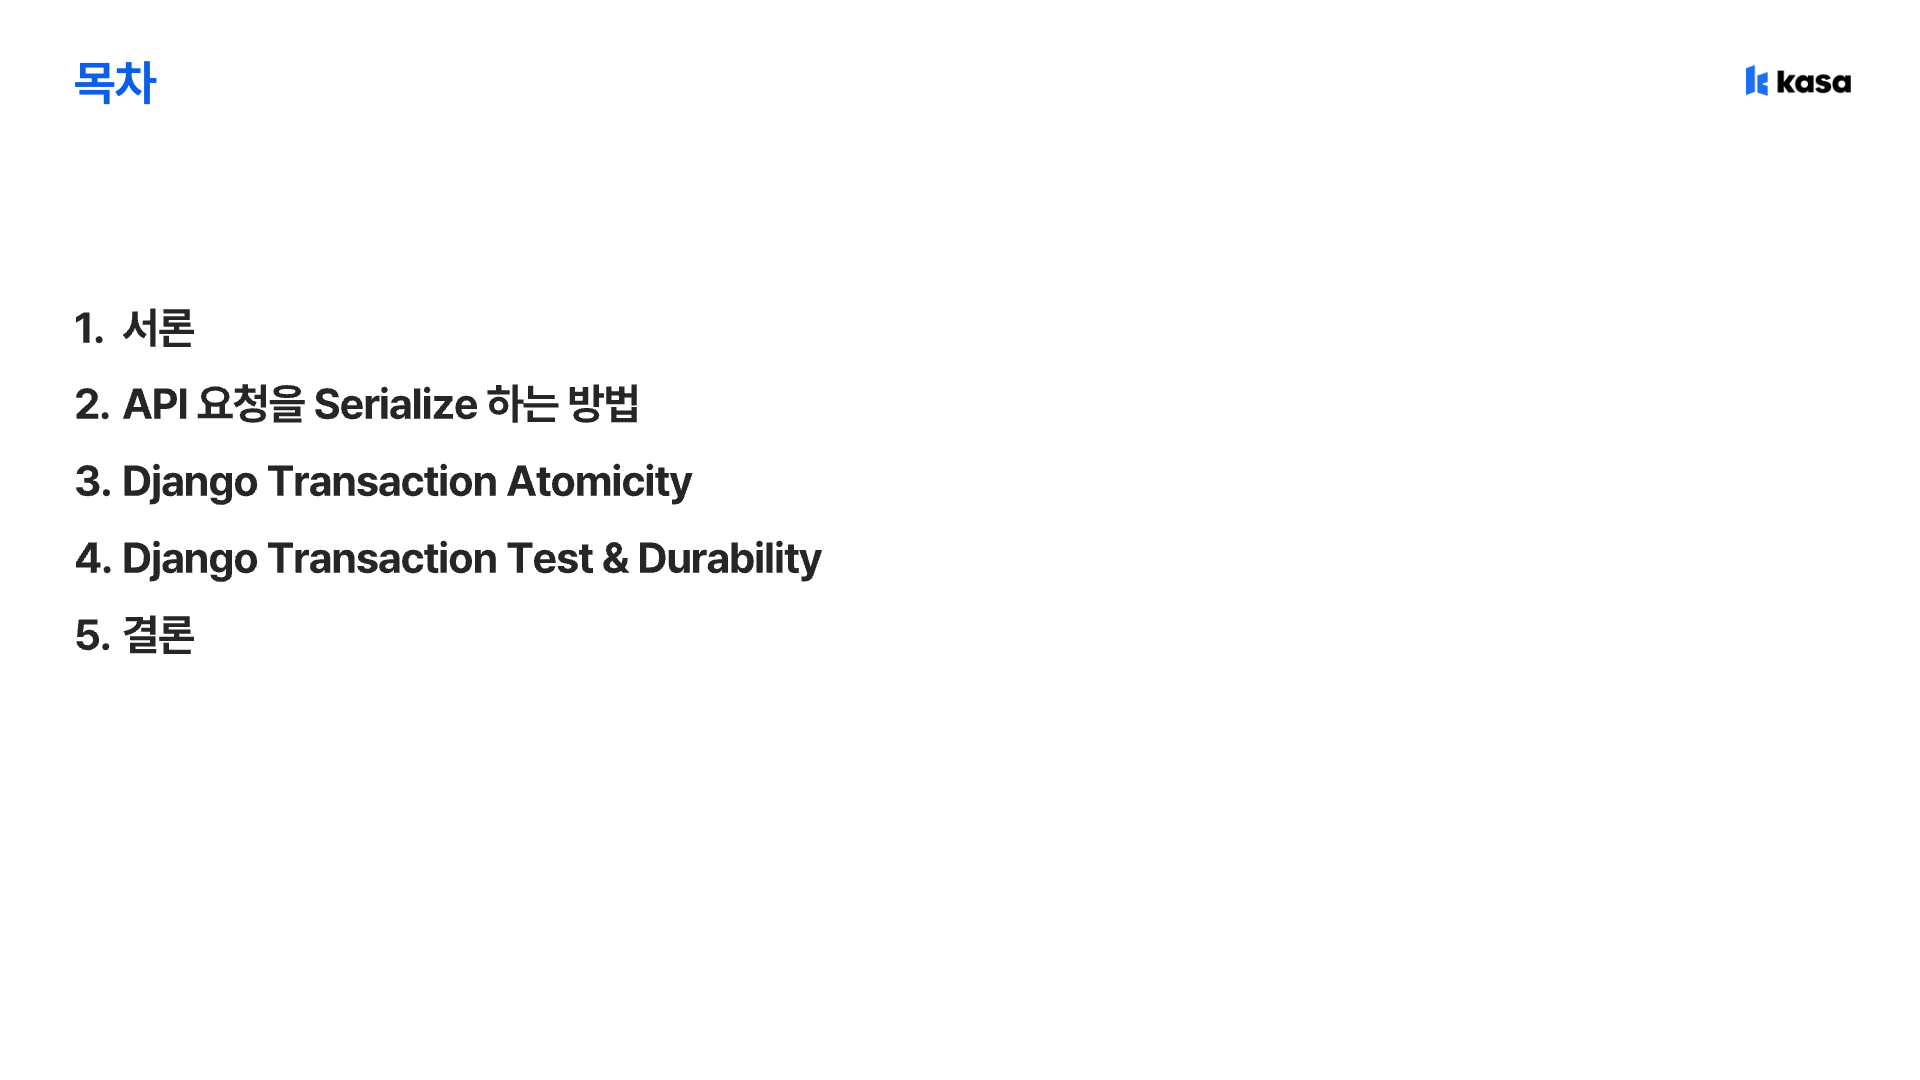 목차
kasa
1. 서론
2. API 요청을 Serialize 하는 방법
3. Django Transaction Atomicity
4. Django Transaction Test & Durability
5. 결론